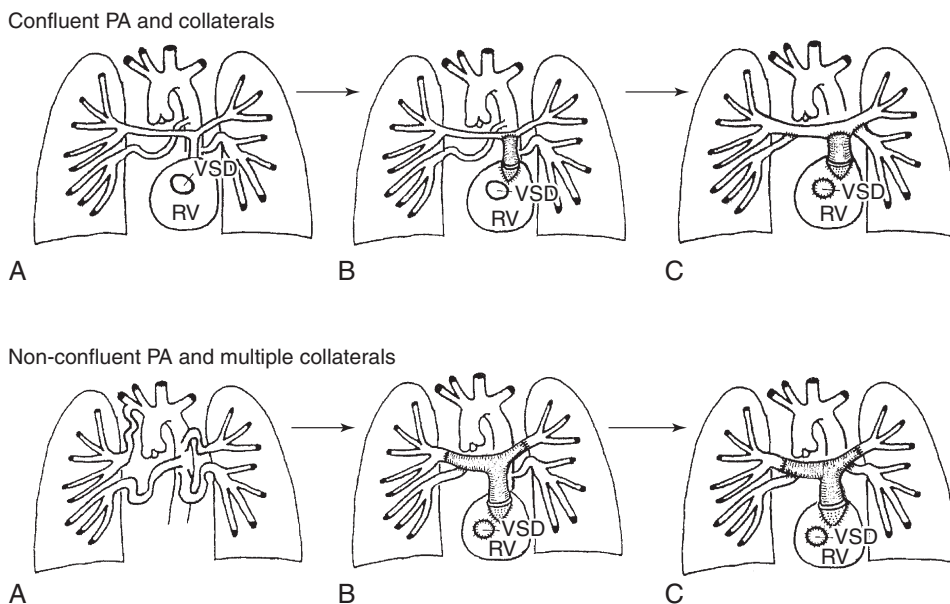 Confluent PA and collaterals
VSD
RV
A
VSD
RV
B
VSD
RV
C
Non-confluent PA and multiple collaterals
A
VSD
RV
B
VSD
RV
C